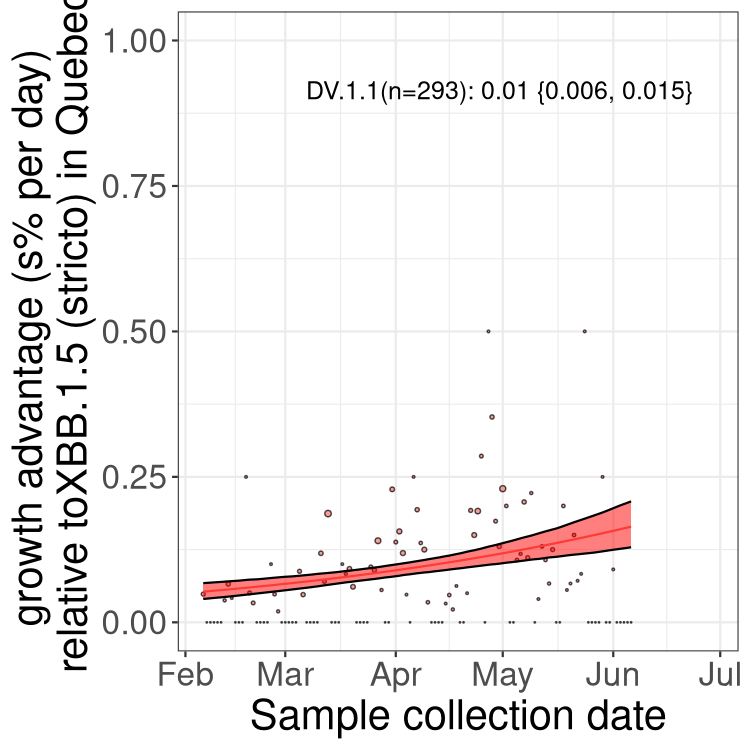 growth advantage (s% per day)
relative toXBB.1.5 (stricto) in Quebec
1.00
0.75
0.50
0.25
0.00
DV.1.1(n=293): 0.01 {0.006, 0.015}
Feb Mar Apr May Jun Jul
Sample collection date